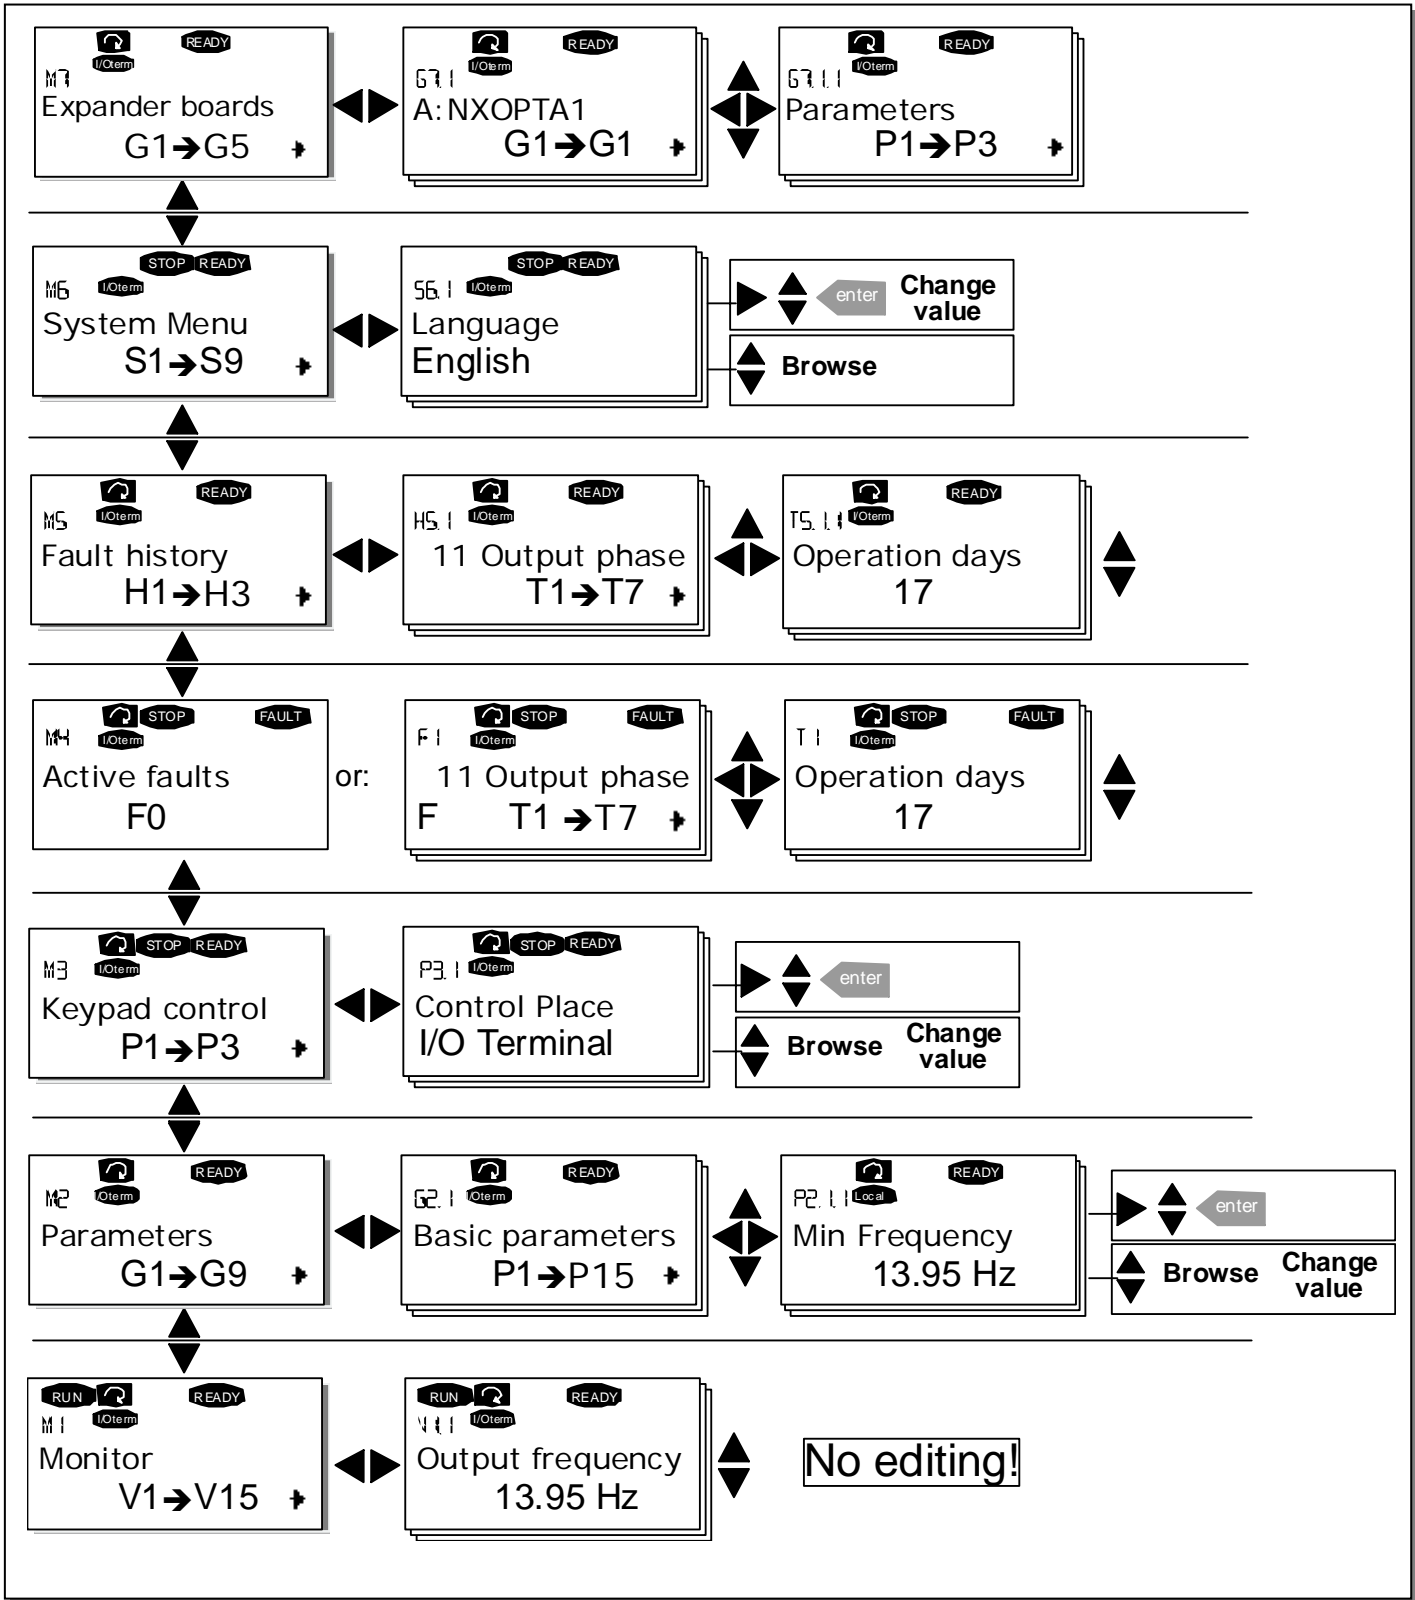 READY
I/Oterm
M7
Expander boards
G1➔G5
READY
I/Oterm
G7.1
A:NXOPTA1
G1➔G1
READY
I/Oterm
G7.1.1
Parameters
P1➔P3
STOP READY
M6 I/Oterm
System Menu
S1➔S9
STOP READY
S6.1 I/Oterm
Language
English
enter
Change
value
Browse
READY
M5 I/Oterm
Fault history
H1➔H3
READY
H5.1 I/Oterm
11 Output phase
T1➔T7
READY
T5.1.1 I/Oterm
Operation days
17
STOP FAULT
M4 I/Oterm
Active faults
F0
or:
STOP FAULT
F1 I/Oterm
11 Output phase
F T1➔T7
STOP FAULT
T1 I/Oterm
Operation days
17
STOP READY
M3 I/Oterm
Keypad control
P1➔P3
STOP READY
P3.1 I/Oterm
Control Place
I/O Terminal
enter
Browse
Change
value
READY
M2 I/Oterm
Parameters
G1➔G9
READY
G2.1 I/Oterm
Basic parameters
P1➔P15
READY
P2.1.1 Local
Min Frequency
13.95 Hz
enter
Browse
Change
value
RUN READY
M1 I/Oterm
Monitor
V1➔V15
RUN READY
V1.1 I/Oterm
Output frequency
13.95 Hz
No editing!